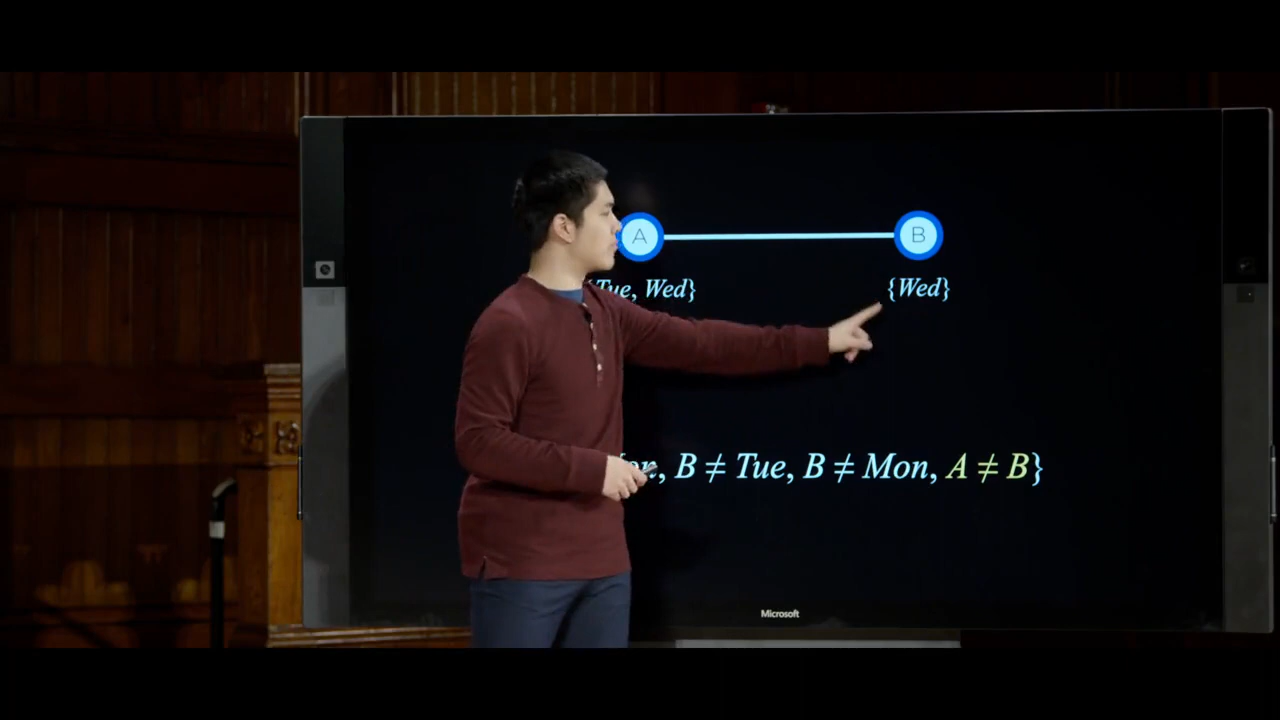 A B
Tue, Wed} {Wed}
, B ≠ Tue, B ≠ Mon, A ≠ B}
Microsoft